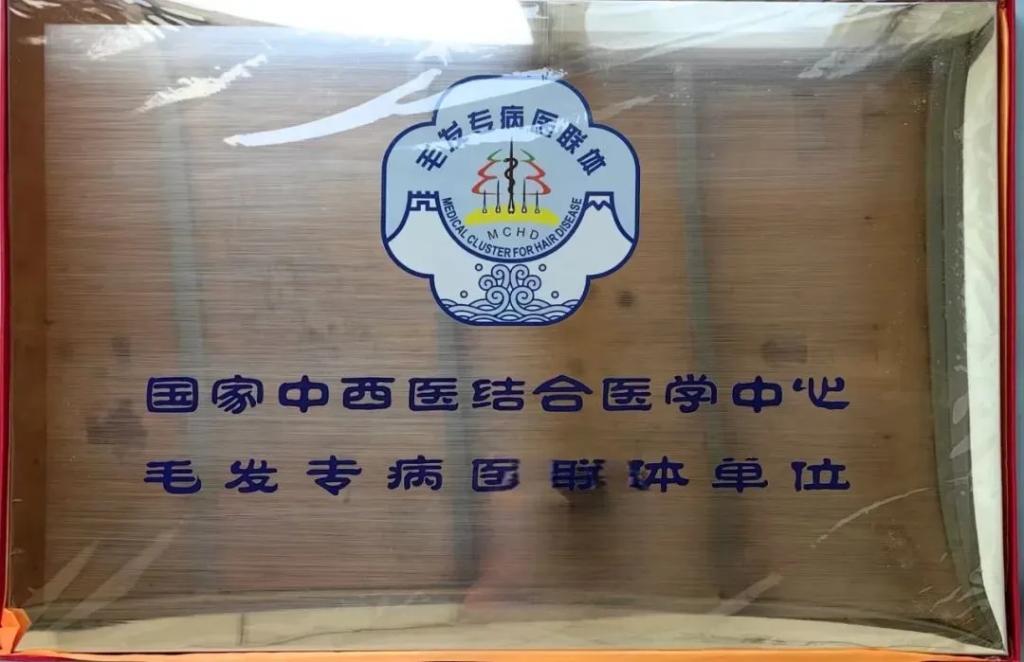 毛发专病医联体
MCHD
MEDICAL CLUSTER FOR HAIR DISEASE
国家中西医结合医学中心
毛发专病医联体单位